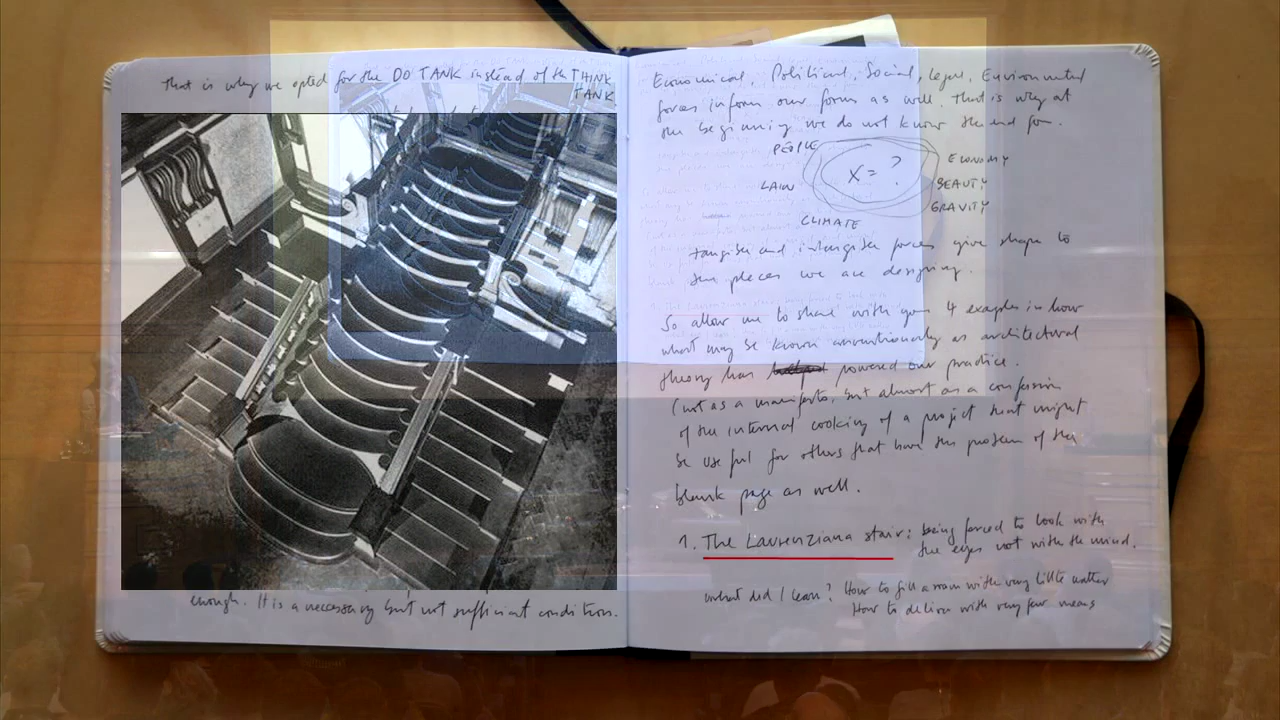 That is why we opted for the DO TANK instead of the THINK
TANK
enough. It is a necessary but not sufficient condition.
Economical, Political, Social, Legal, Environmental
forces inform our form as well. That is why at
the beginning we do not know the end for.
PEOPLE
X = ?
ECONOMY
LAW
BEAUTY
GRAVITY
CLIMATE
tangible and intangible forces give shape to
the places we are designing.
So allow me to share with you 4 examples in how
what may be known conventionally as architectural
theory has powered our practice.
(not as a manifesto, but almost as a confession
of the internal cooking of a project that might
be useful for others that have the problem of the
blank page as well.
1. The Laurenziana stair: being forced to look with
the eyes not with the mind.
what did I learn? How to fill a room with very little matter
How to deliver with very few means